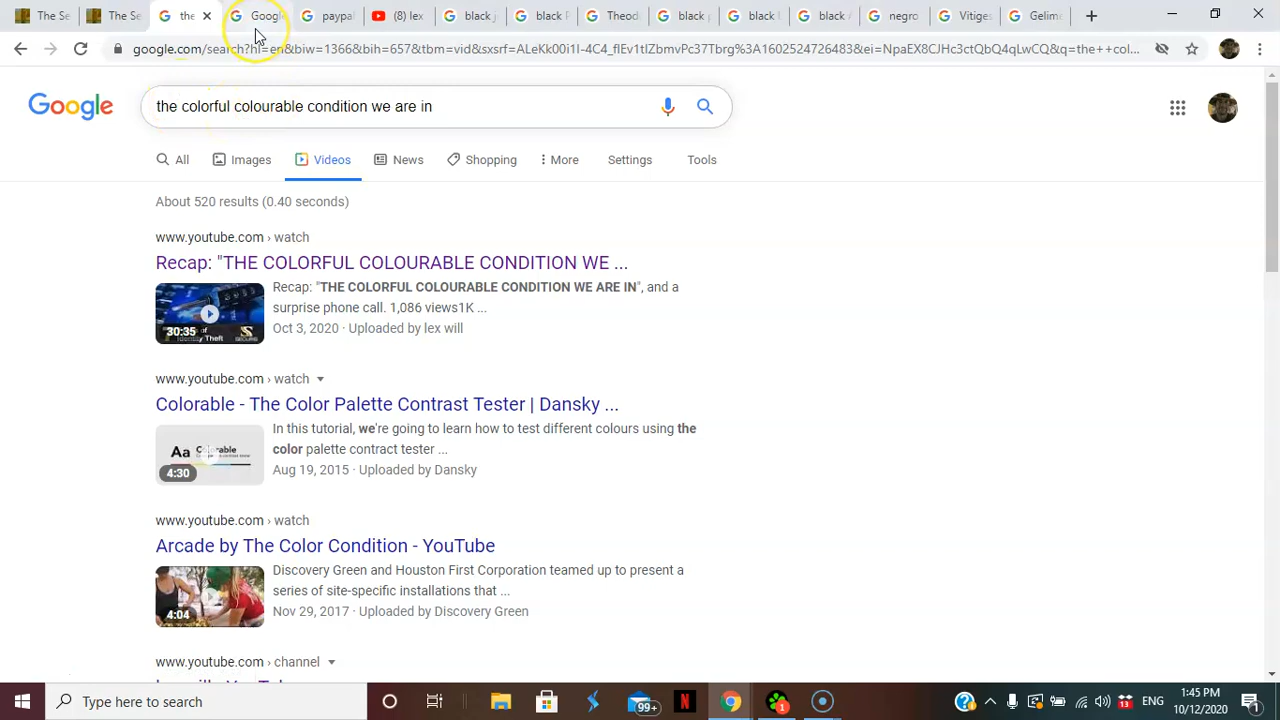 The Se
The Se
the
Google
paypal
(8) lex
black j
black P
Theod
black p
black
black
negro
Vitiges
Gelime
google.com/search?hl=en&biw=1366&bih=657&tbm=vid&sxsrf=ALeKk00i1I-4C4_flEv1tIZbmvPc37Tbrg%3A1602524726483&ei=NpaEX8CJHc3ctQbQ4qLwCQ&q=the++col...
Google
the colorful colourable condition we are in
All
Images
Videos
News
Shopping
More
Settings
Tools
About 520 results (0.40 seconds)
www.youtube.com › watch
Recap: "THE COLORFUL COLOURABLE CONDITION WE ...
30:35
Identity Theft
Recap: "THE COLORFUL COLOURABLE CONDITION WE ARE IN", and a
surprise phone call. 1,086 views1K ...
Oct 3, 2020 · Uploaded by lex will
www.youtube.com › watch
Colorable - The Color Palette Contrast Tester | Dansky ...
Aa Colorable
4:30
In this tutorial, we're going to learn how to test different colours using the
color palette contract tester ...
Aug 19, 2015 · Uploaded by Dansky
www.youtube.com › watch
Arcade by The Color Condition - YouTube
4:04
Discovery Green and Houston First Corporation teamed up to present a
series of site-specific installations that ...
Nov 29, 2017 · Uploaded by Discovery Green
www.youtube.com › channel
Type here to search
99+
N
1
13
ENG
1:45 PM
10/12/2020
1